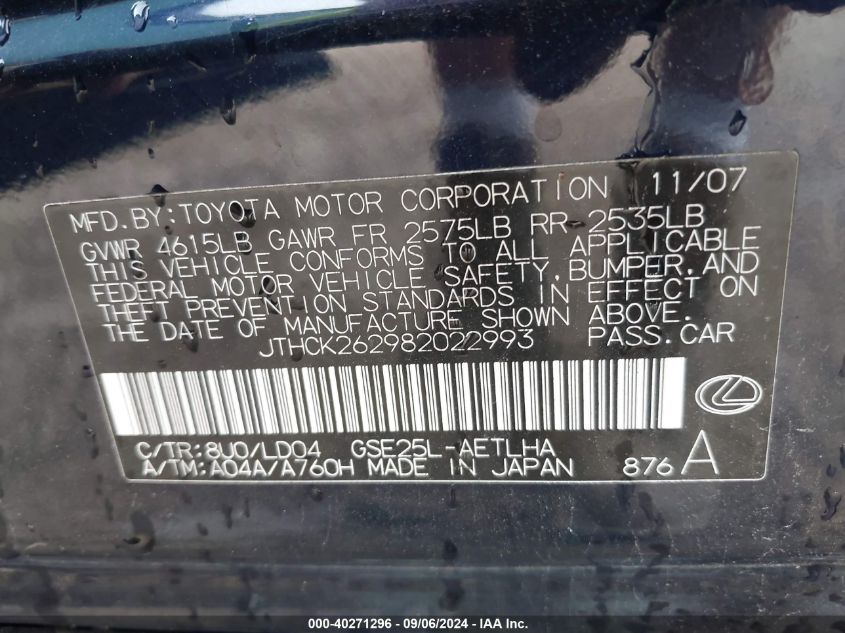 MFD.BY:TOYOTA MOTOR CORPORATION 11/07
GVWR 4615LB GAWR FR 2575LB RR 2535LB
THIS VEHICLE CONFORMS TO ALL APPLICABLE
FEDERAL MOTOR VEHICLE SAFETY,BUMPER,AND
THEFT PREVENTION STANDARDS IN EFFECT ON
THE DATE OF MANUFACTURE SHOWN ABOVE.
JTHCK262982022993 PASS.CAR
C/TR:8U0/LD04 GSE25L-AETLHA
A/TM:A04A/A760H MADE IN JAPAN 876 A
000-40271296 - 09/06/2024 - IAA Inc.